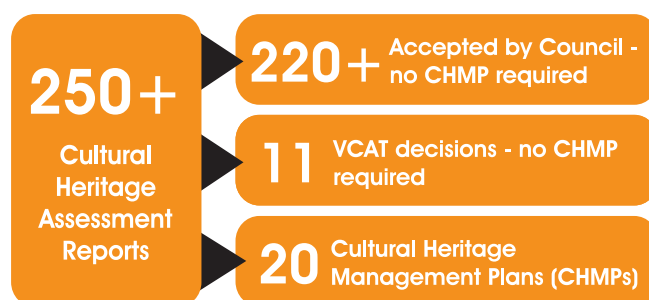 250+
Cultural
Heritage
Assessment
Reports
220+ Accepted by Council -
no CHMP required
11 VCAT decisions - no CHMP
required
20 Cultural Heritage
Management Plans (CHMPs)